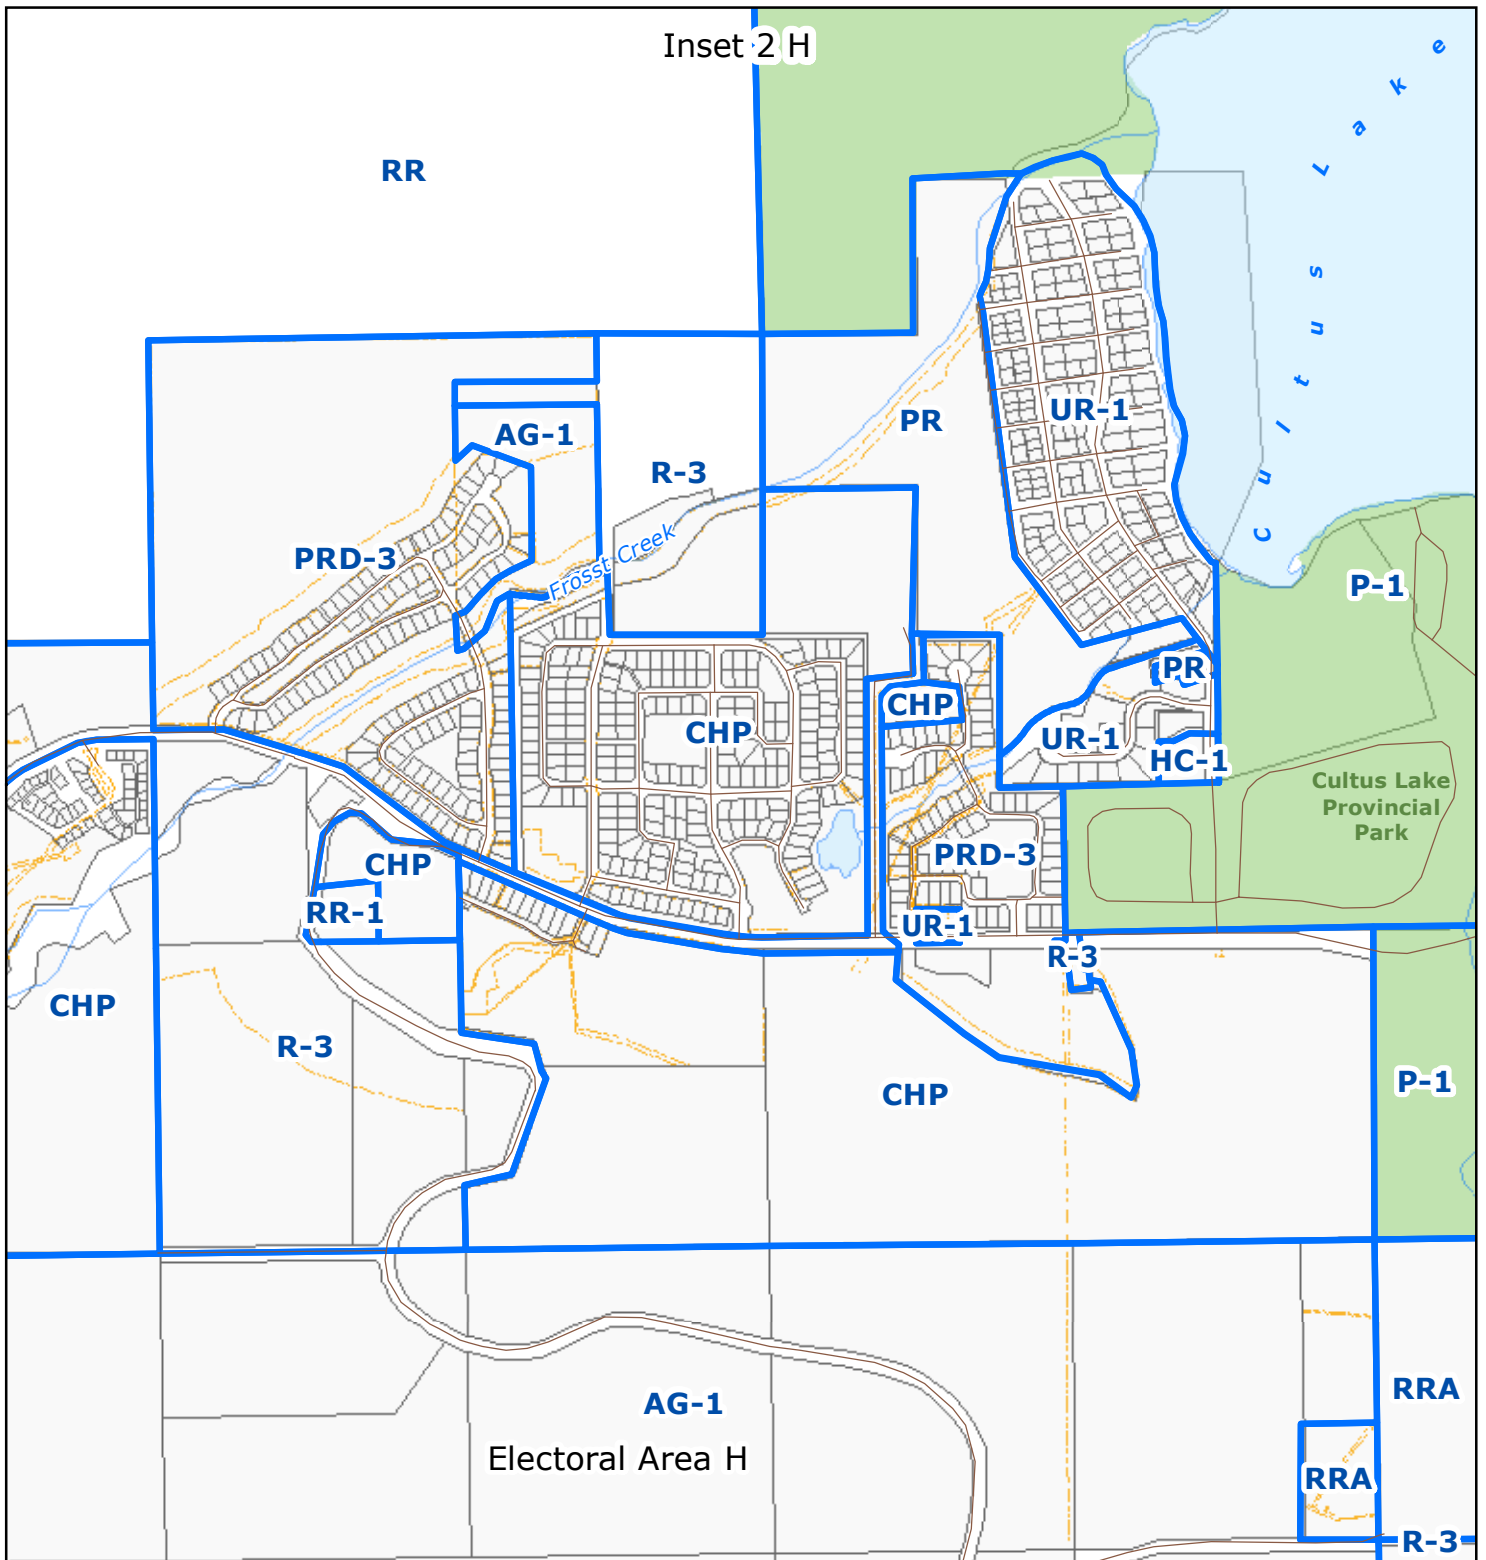 Inset 2 H
RR
Cultus Lake
UR-1
PR
AG-1
R-3
PRD-3
Frosst Creek
P-1
PR
CHP
CHP
UR-1
HC-1
Cultus Lake
Provincial
Park
PRD-3
CHP
RR-1
UR-1
R-3
CHP
R-3
P-1
CHP
RRA
AG-1
Electoral Area H
RRA
R-3